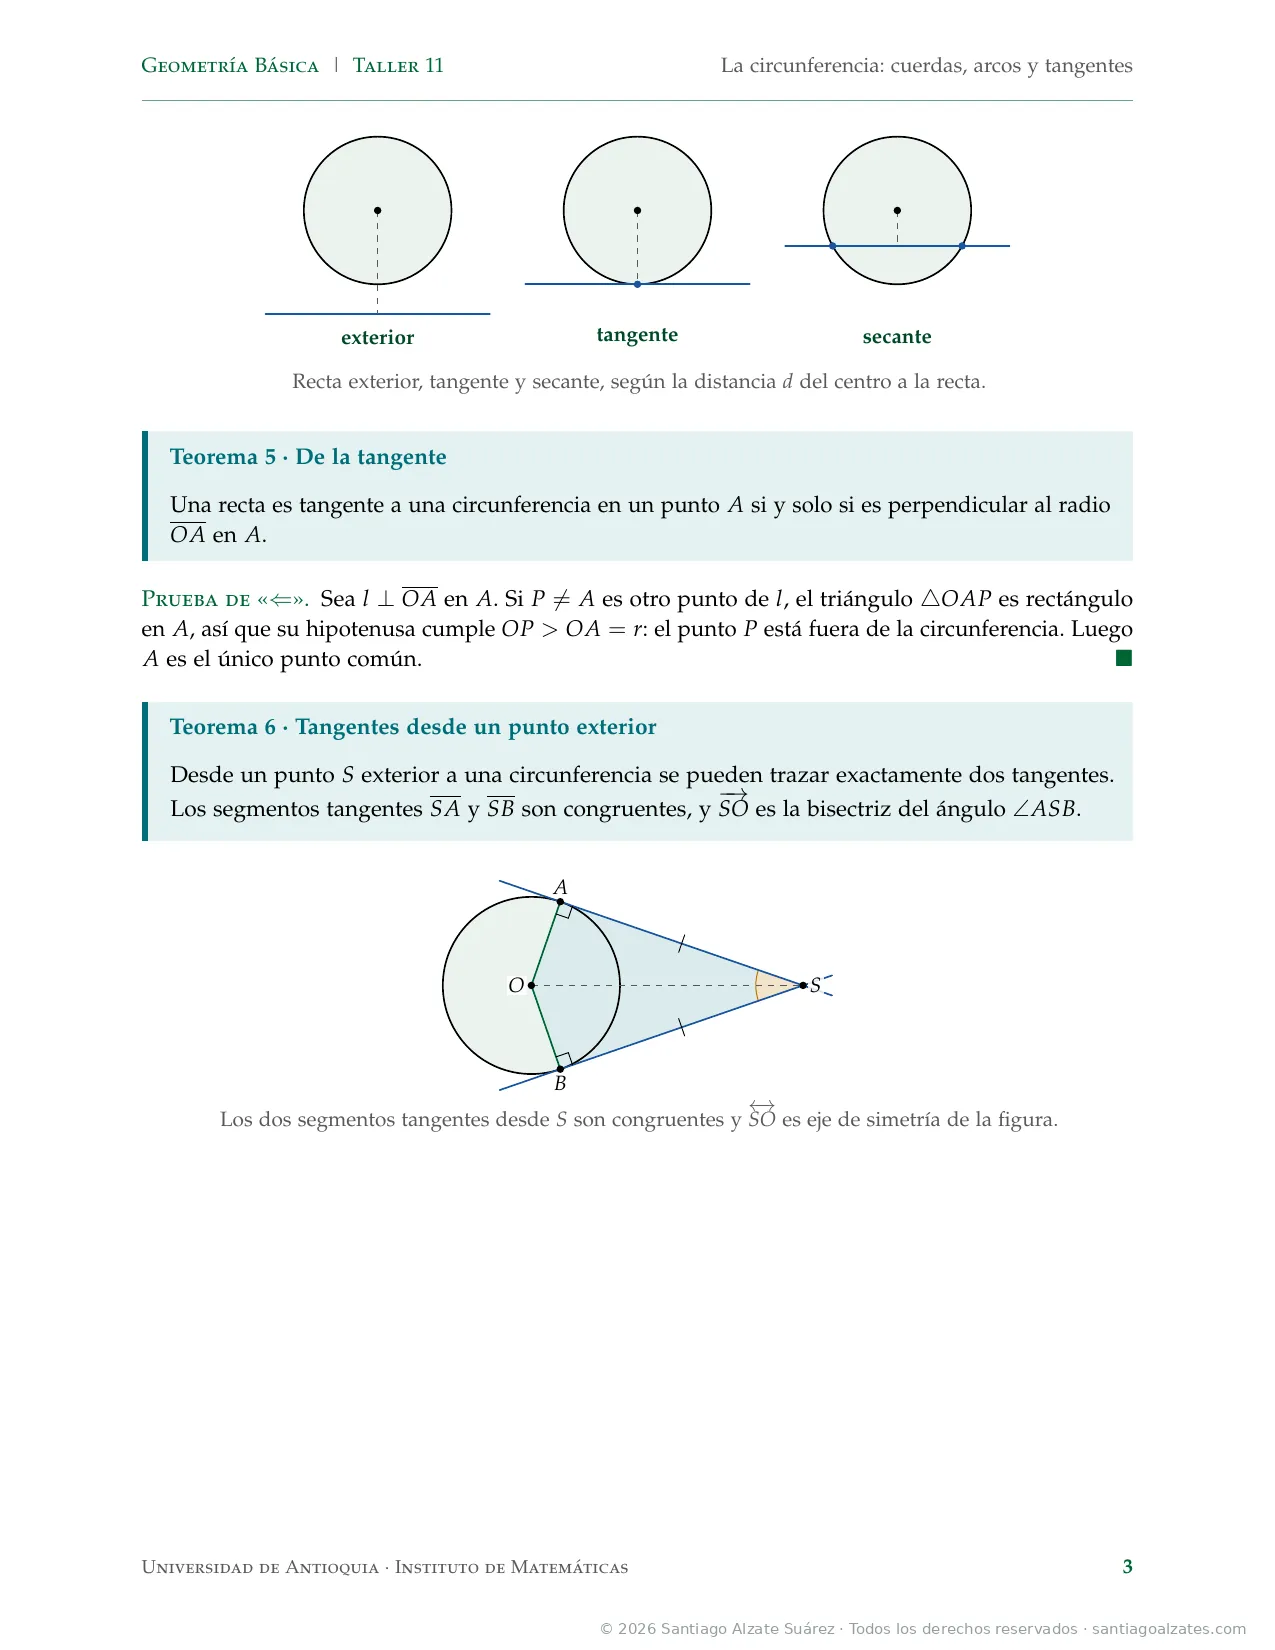 Geometría Básica | Taller 11
La circunferencia: cuerdas, arcos y tangentes
exterior
tangente
secante
Recta exterior, tangente y secante, según la distancia d del centro a la recta.
Teorema 5 · De la tangente
Una recta es tangente a una circunferencia en un punto A si y solo si es perpendicular al radio
O͞A͞ en A.
Prueba de «⇐». Sea l ⊥ O͞A͞ en A. Si P ≠ A es otro punto de l, el triángulo △OAP es rectángulo
en A, así que su hipotenusa cumple OP > OA = r: el punto P está fuera de la circunferencia. Luego
A es el único punto común. ■
Teorema 6 · Tangentes desde un punto exterior
Desde un punto S exterior a una circunferencia se pueden trazar exactamente dos tangentes.
Los segmentos tangentes S͞A͞ y S͞B͞ son congruentes, y S⃗O⃗ es la bisectriz del ángulo ∠ASB.
A
O
S
B
Los dos segmentos tangentes desde S son congruentes y S⃡O⃡ es eje de simetría de la figura.
Universidad de Antioquia · Instituto de Matemáticas
3
© 2026 Santiago Alzate Suárez · Todos los derechos reservados · santiagoalzates.com